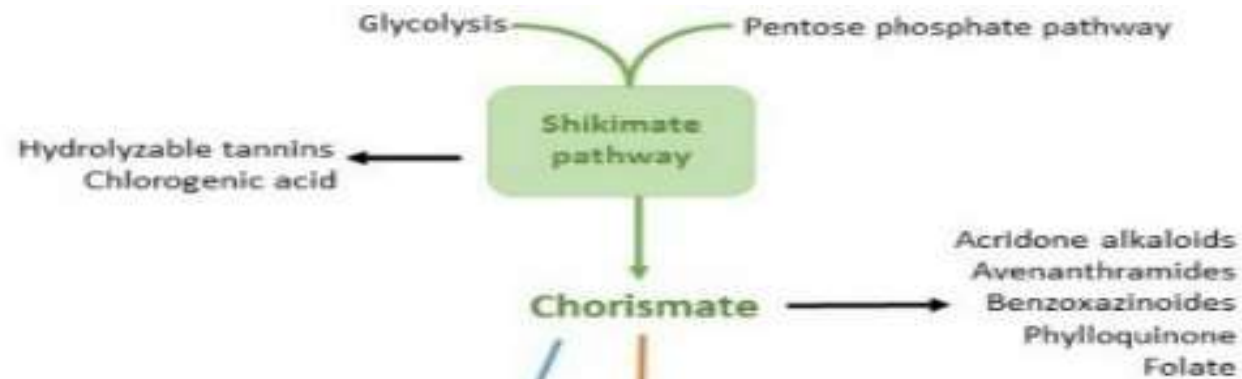 Glycolysis
Pentose phosphate pathway
Shikimate
pathway
Hydrolyzable tannins
Chlorogenic acid
Chorismate
Acridone alkaloids
Avenanthramides
Benzoxazinoides
Phylloquinone
Folate